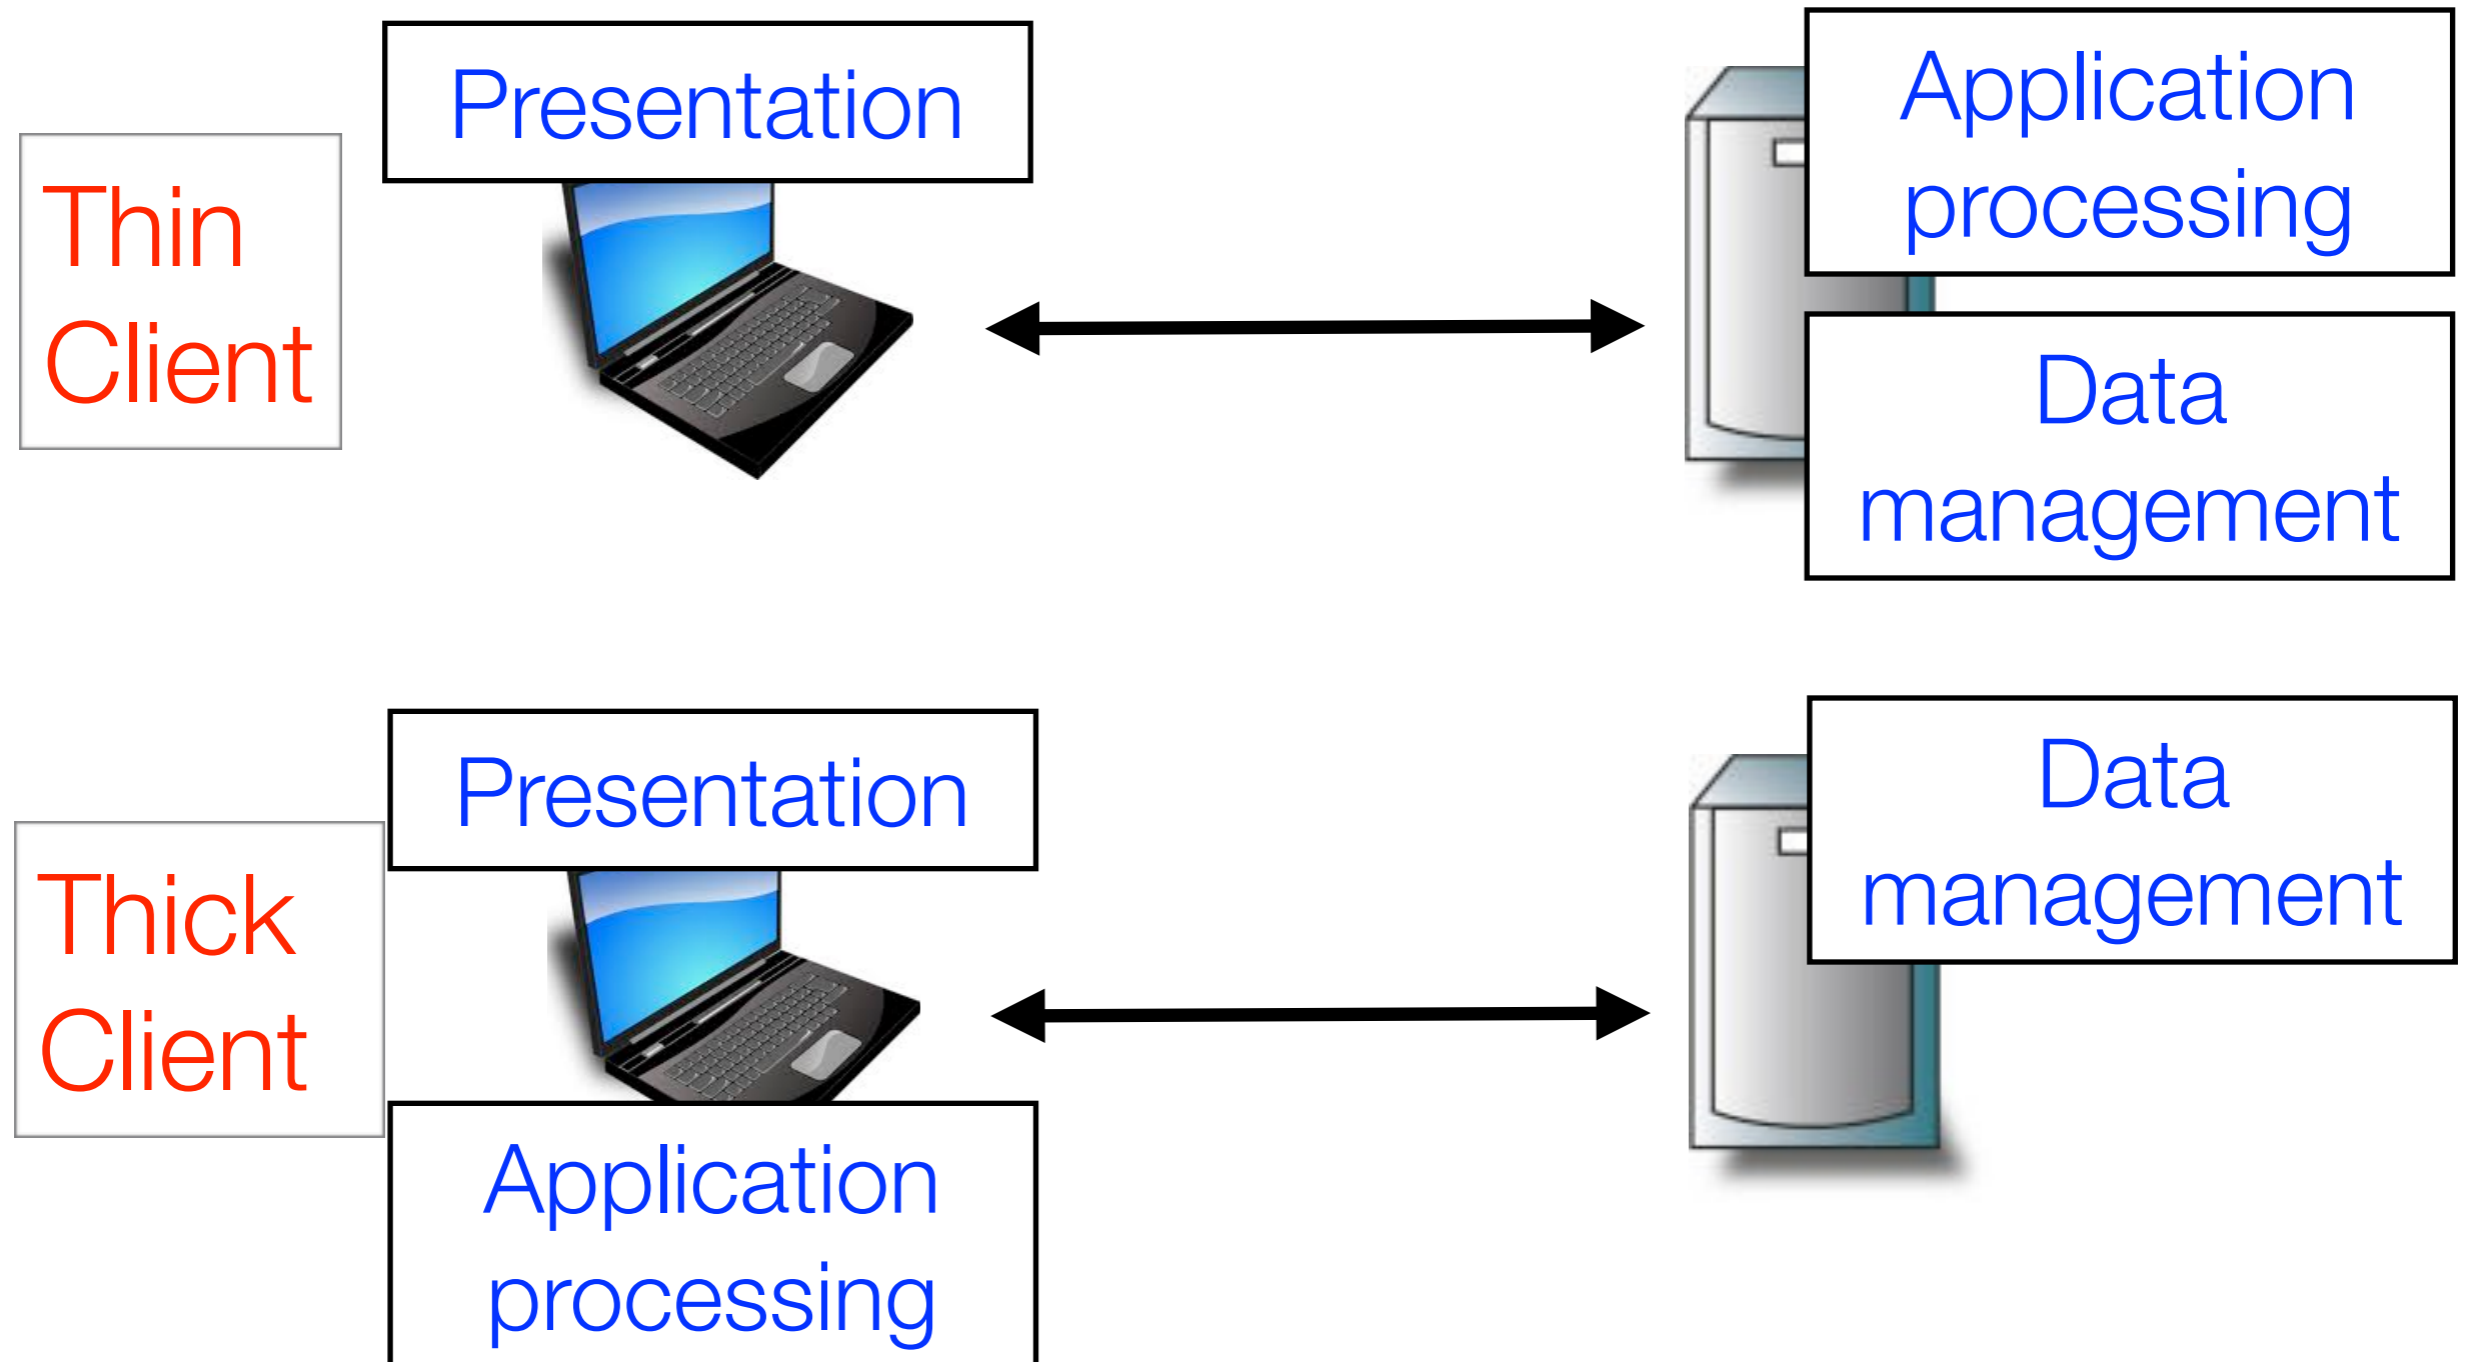 Presentation
Application
processing
Thin
Client
Data
management
Presentation
Data
management
Thick
Client
Application
processing